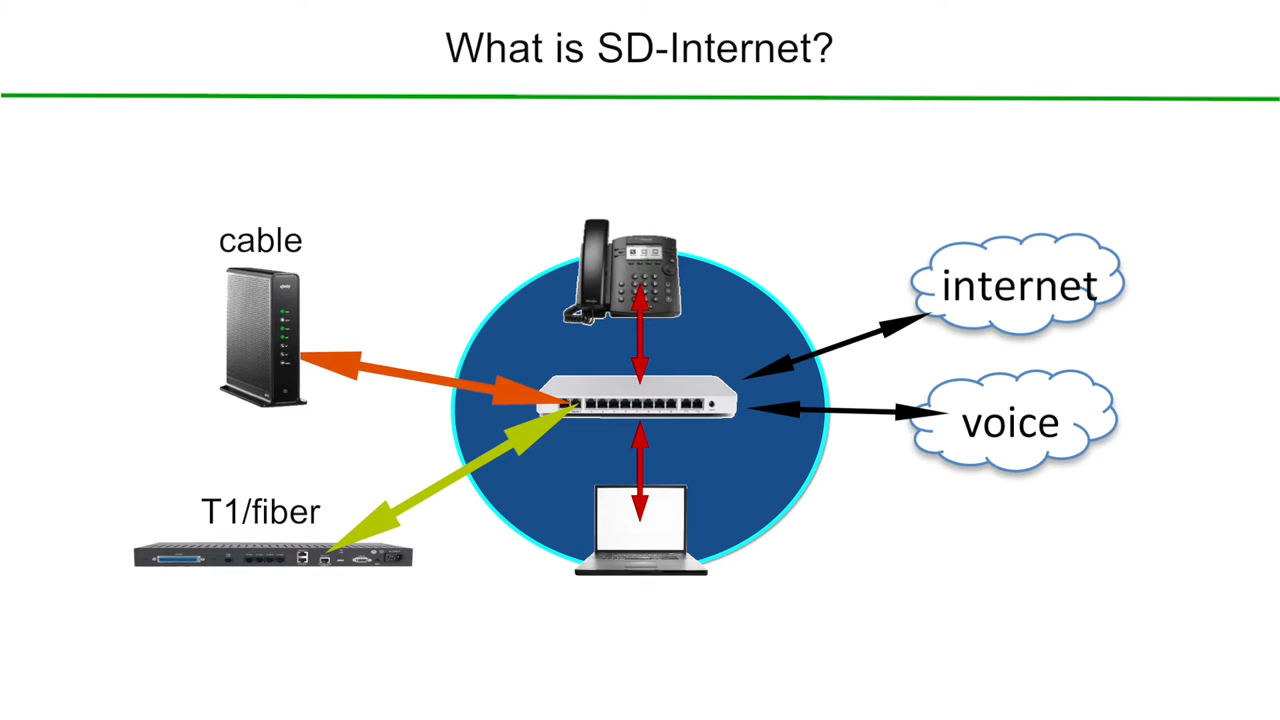 What is SD-Internet?
cable
internet
voice
T1/fiber